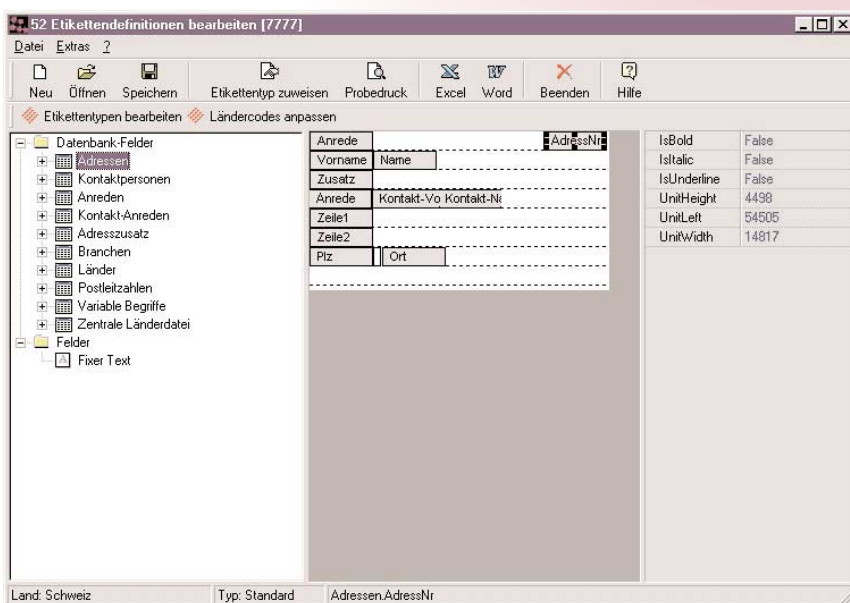 52 Etikettendefinitionen bearbeiten [7777]
Datei Extras ?
Neu Öffnen Speichern Etikettentyp zuweisen Probedruck Excel Word Beenden Hilfe
Etikettentypen bearbeiten Ländercodes anpassen
Datenbank-Felder
Adressen
Kontaktpersonen
Anreden
Kontakt-Anreden
Adresszusatz
Branchen
Länder
Postleitzahlen
Variable Begriffe
Zentrale Länderdatei
Felder
A Fixer Text
Anrede AdressNr
Vorname Name
Zusatz
Anrede Kontakt-Vo Kontakt-Na
Zeile1
Zeile2
Plz Ort
IsBold False
IsItalic False
IsUnderline False
UnitHeight 4498
UnitLeft 54505
UnitWidth 14817
Land: Schweiz Typ: Standard Adressen.AdressNr